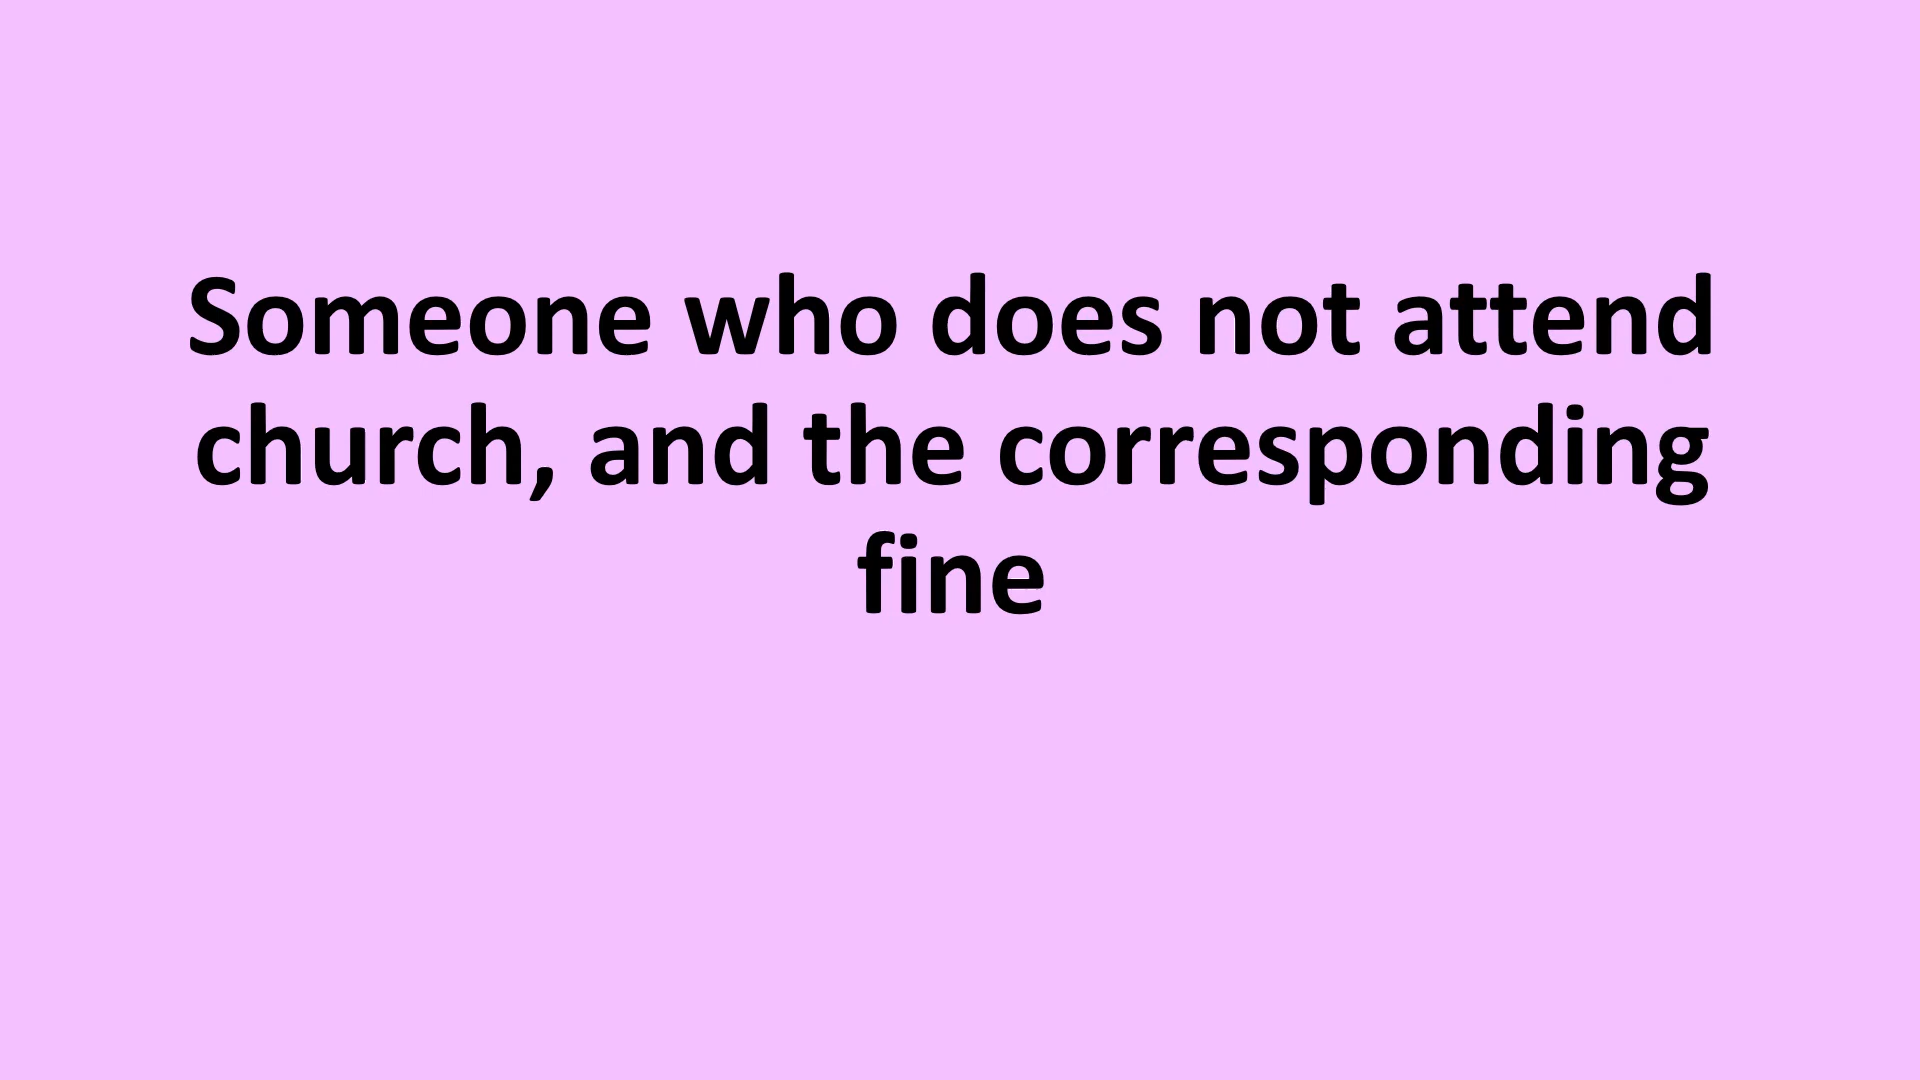 Someone who does not attend
church, and the corresponding
fine